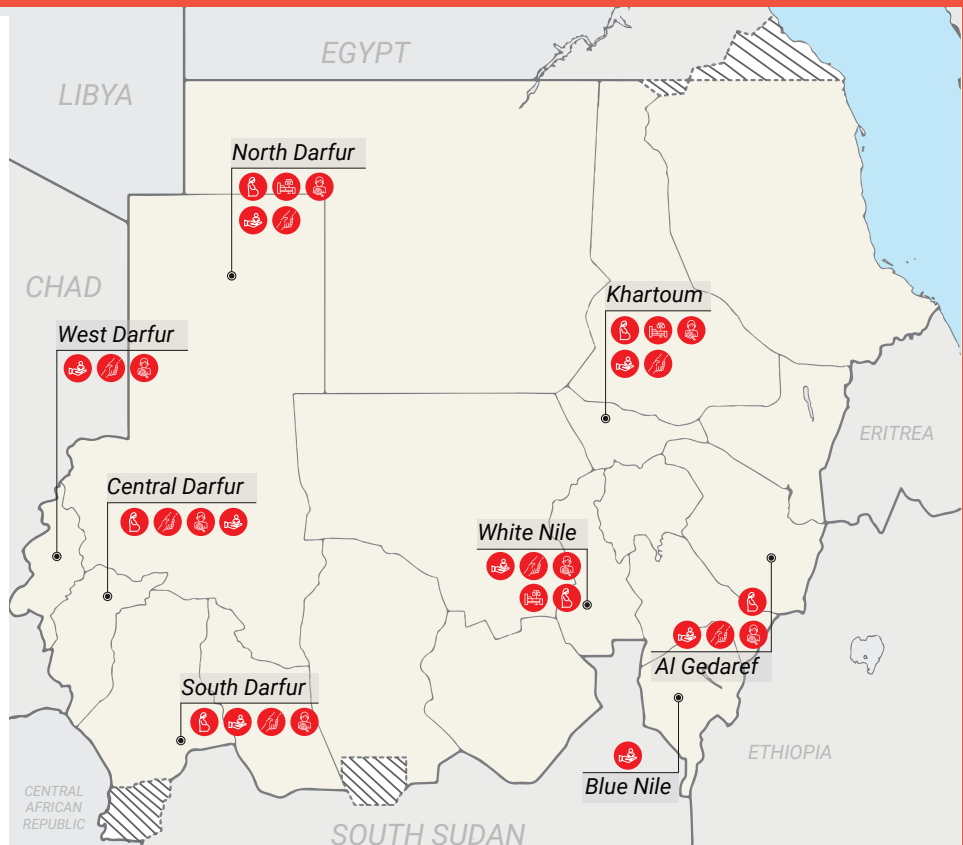 EGYPT
LIBYA
North Darfur
CHAD
Khartoum
West Darfur
ERITREA
Central Darfur
White Nile
Al Gedaref
South Darfur
ETHIOPIA
Blue Nile
CENTRAL
AFRICAN
REPUBLIC
SOUTH SUDAN